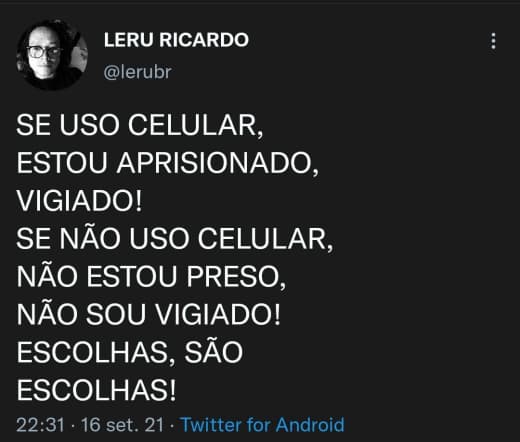 LERU RICARDO
@lerubr
SE USO CELULAR,
ESTOU APRISIONADO,
VIGIADO!
SE NÃO USO CELULAR,
NÃO ESTOU PRESO,
NÃO SOU VIGIADO!
ESCOLHAS, SÃO
ESCOLHAS!
22:31 · 16 set. 21 · Twitter for Android